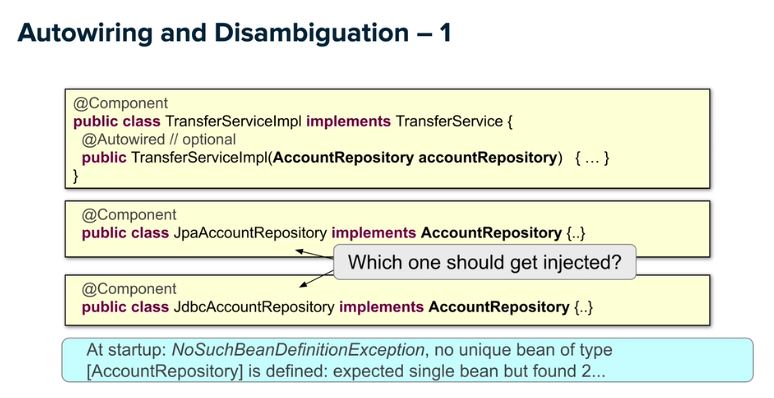 Autowiring and Disambiguation – 1
@Component
public class TransferServiceImpl implements TransferService {
@Autowired // optional
public TransferServiceImpl(AccountRepository accountRepository) { … }
}
@Component
public class JpaAccountRepository implements AccountRepository {..}
Which one should get injected?
@Component
public class JdbcAccountRepository implements AccountRepository {..}
At startup: NoSuchBeanDefinitionException, no unique bean of type
[AccountRepository] is defined: expected single bean but found 2...